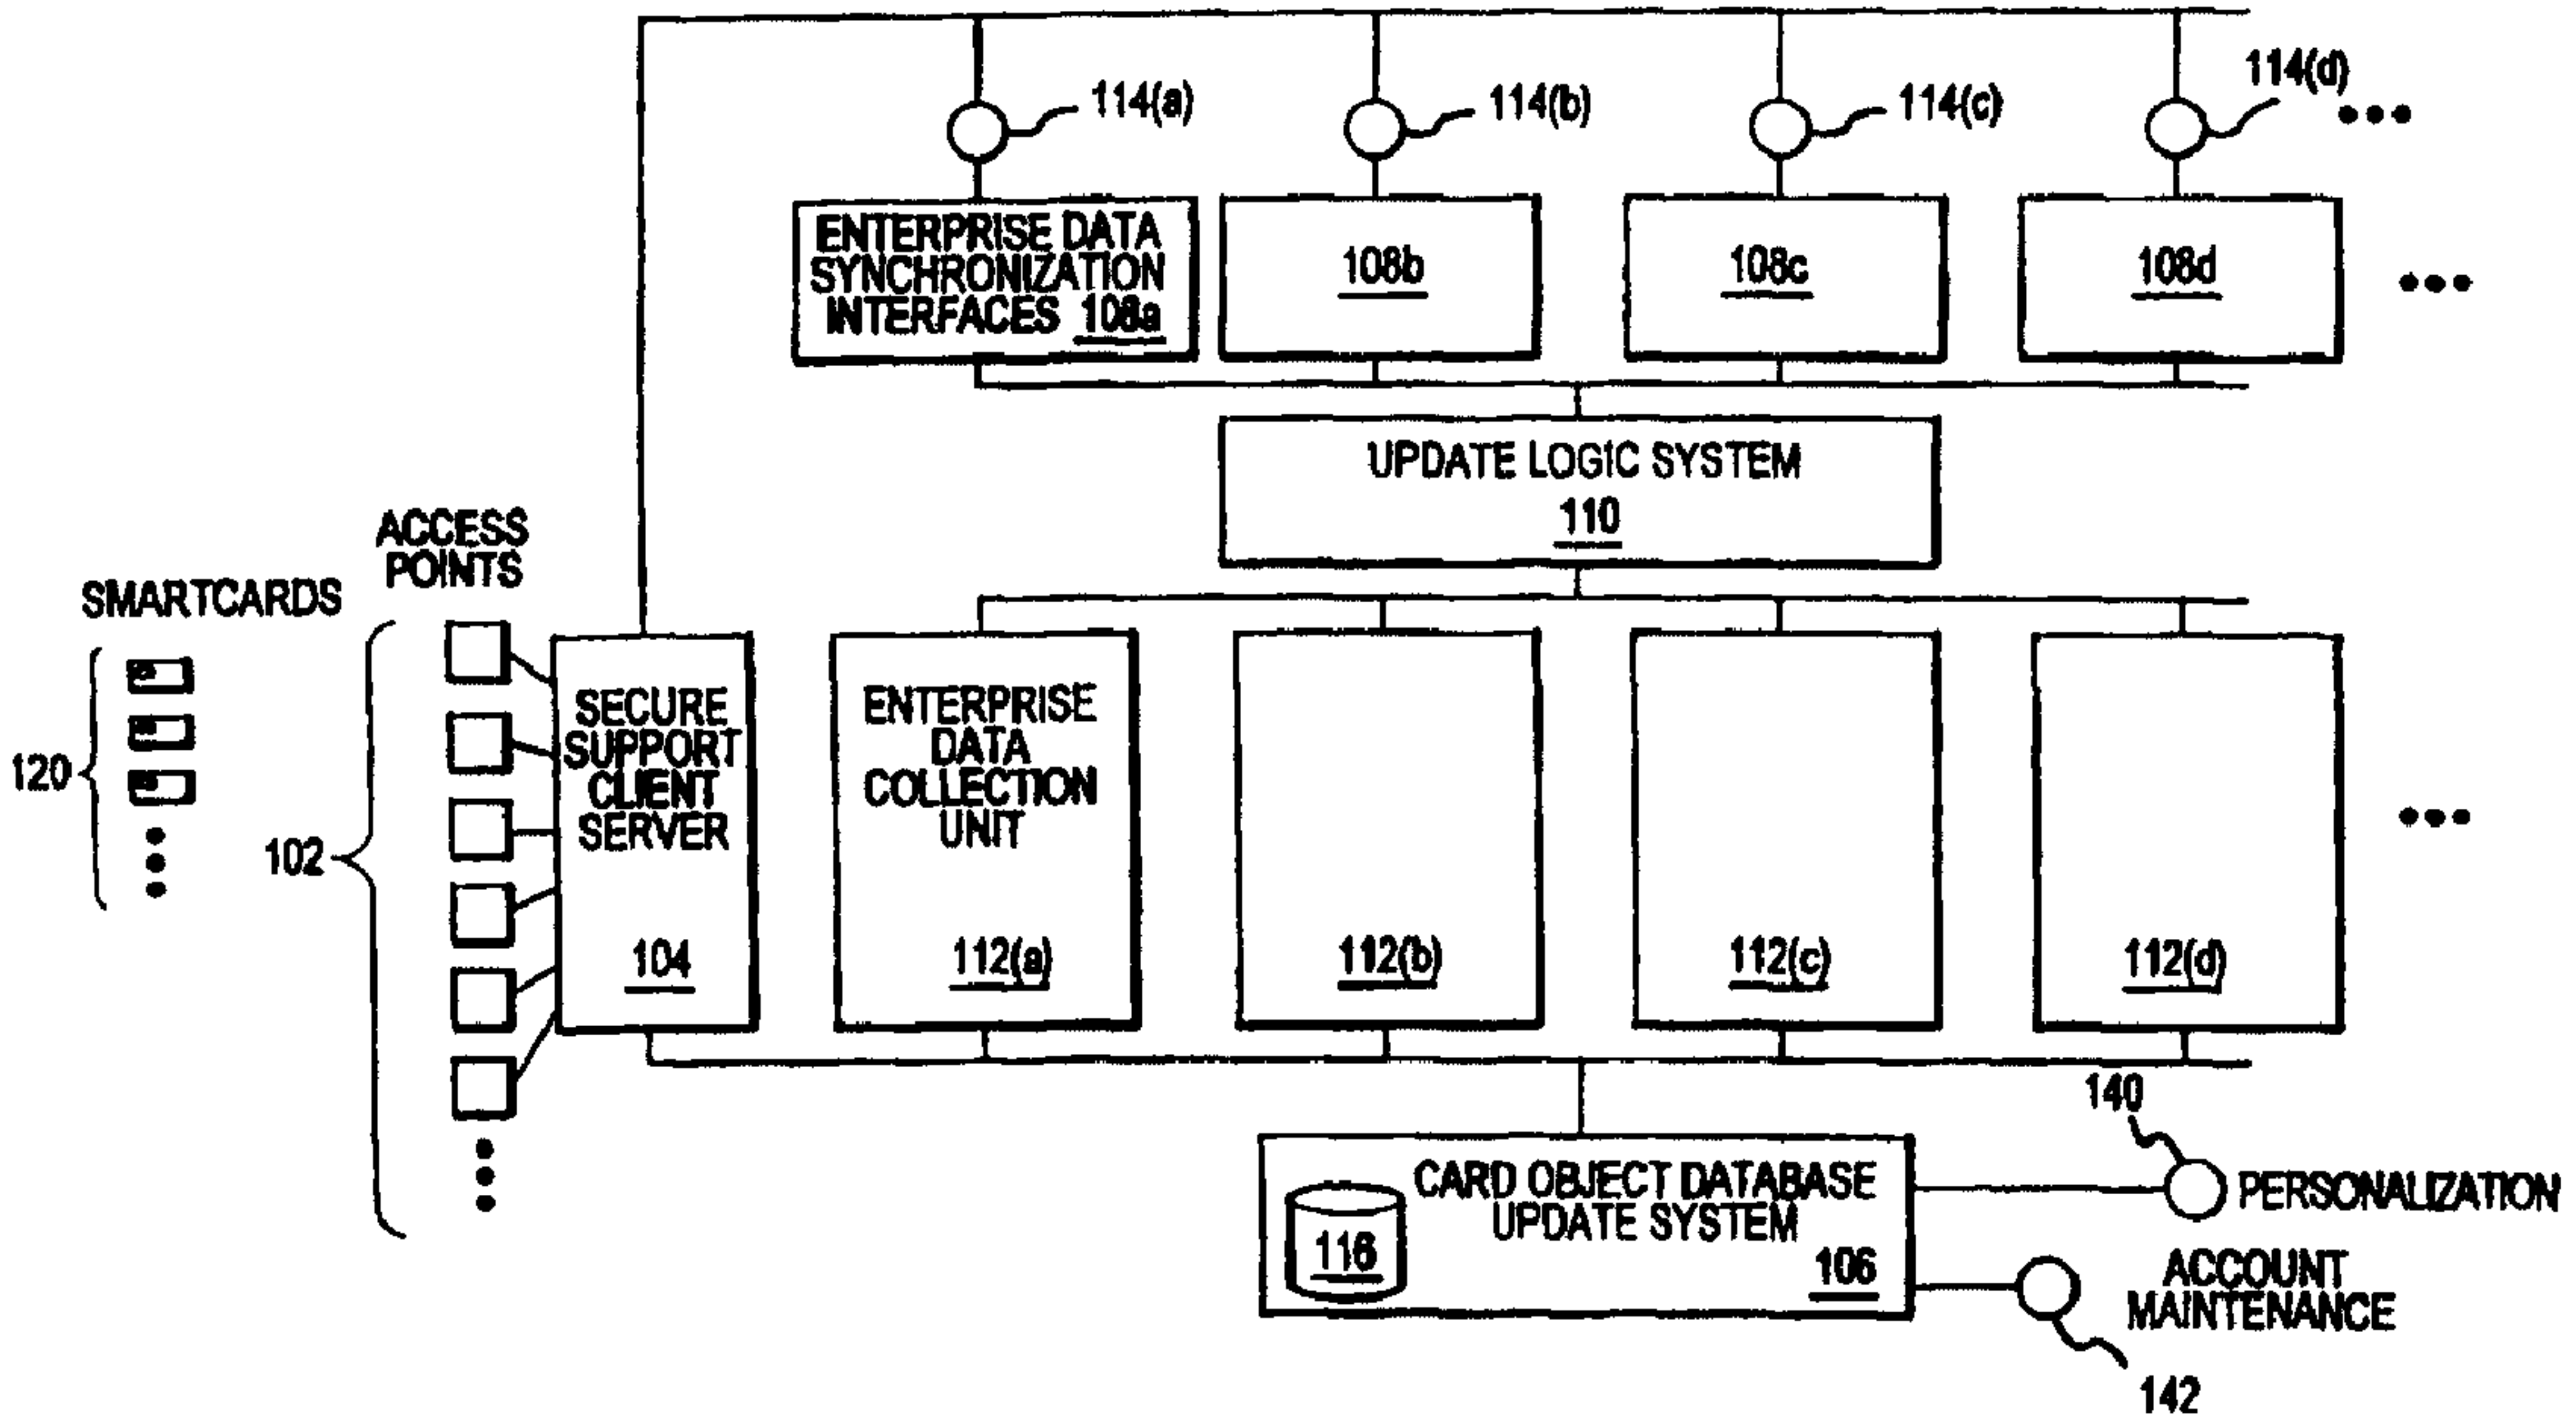 114(a)
114(b)
114(c)
114(d)
ENTERPRISE DATA
SYNCHRONIZATION
INTERFACES 108a
108b
108c
108d
UPDATE LOGIC SYSTEM
110
ACCESS
POINTS
SMARTCARDS
120
102
SECURE
SUPPORT
CLIENT
SERVER
104
ENTERPRISE
DATA
COLLECTION
UNIT
112(a)
112(b)
112(c)
112(d)
CARD OBJECT DATABASE
UPDATE SYSTEM
116
106
140
PERSONALIZATION
ACCOUNT
MAINTENANCE
142